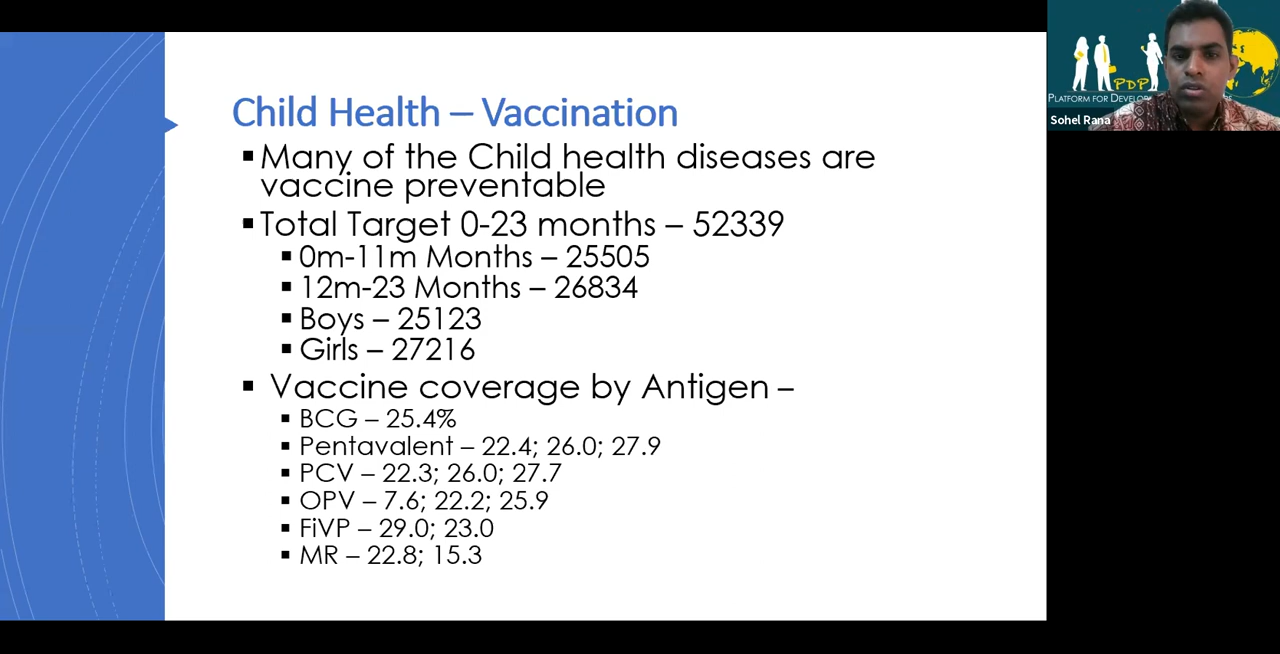 Child Health – Vaccination
▪Many of the Child health diseases are
vaccine preventable
▪Total Target 0-23 months – 52339
▪0m-11m Months – 25505
▪12m-23 Months – 26834
▪Boys – 25123
▪Girls – 27216
▪ Vaccine coverage by Antigen –
▪BCG – 25.4%
▪Pentavalent – 22.4; 26.0; 27.9
▪PCV – 22.3; 26.0; 27.7
▪OPV – 7.6; 22.2; 25.9
▪FiVP – 29.0; 23.0
▪MR – 22.8; 15.3
PDP
PLATFORM FOR
Sohel Rana